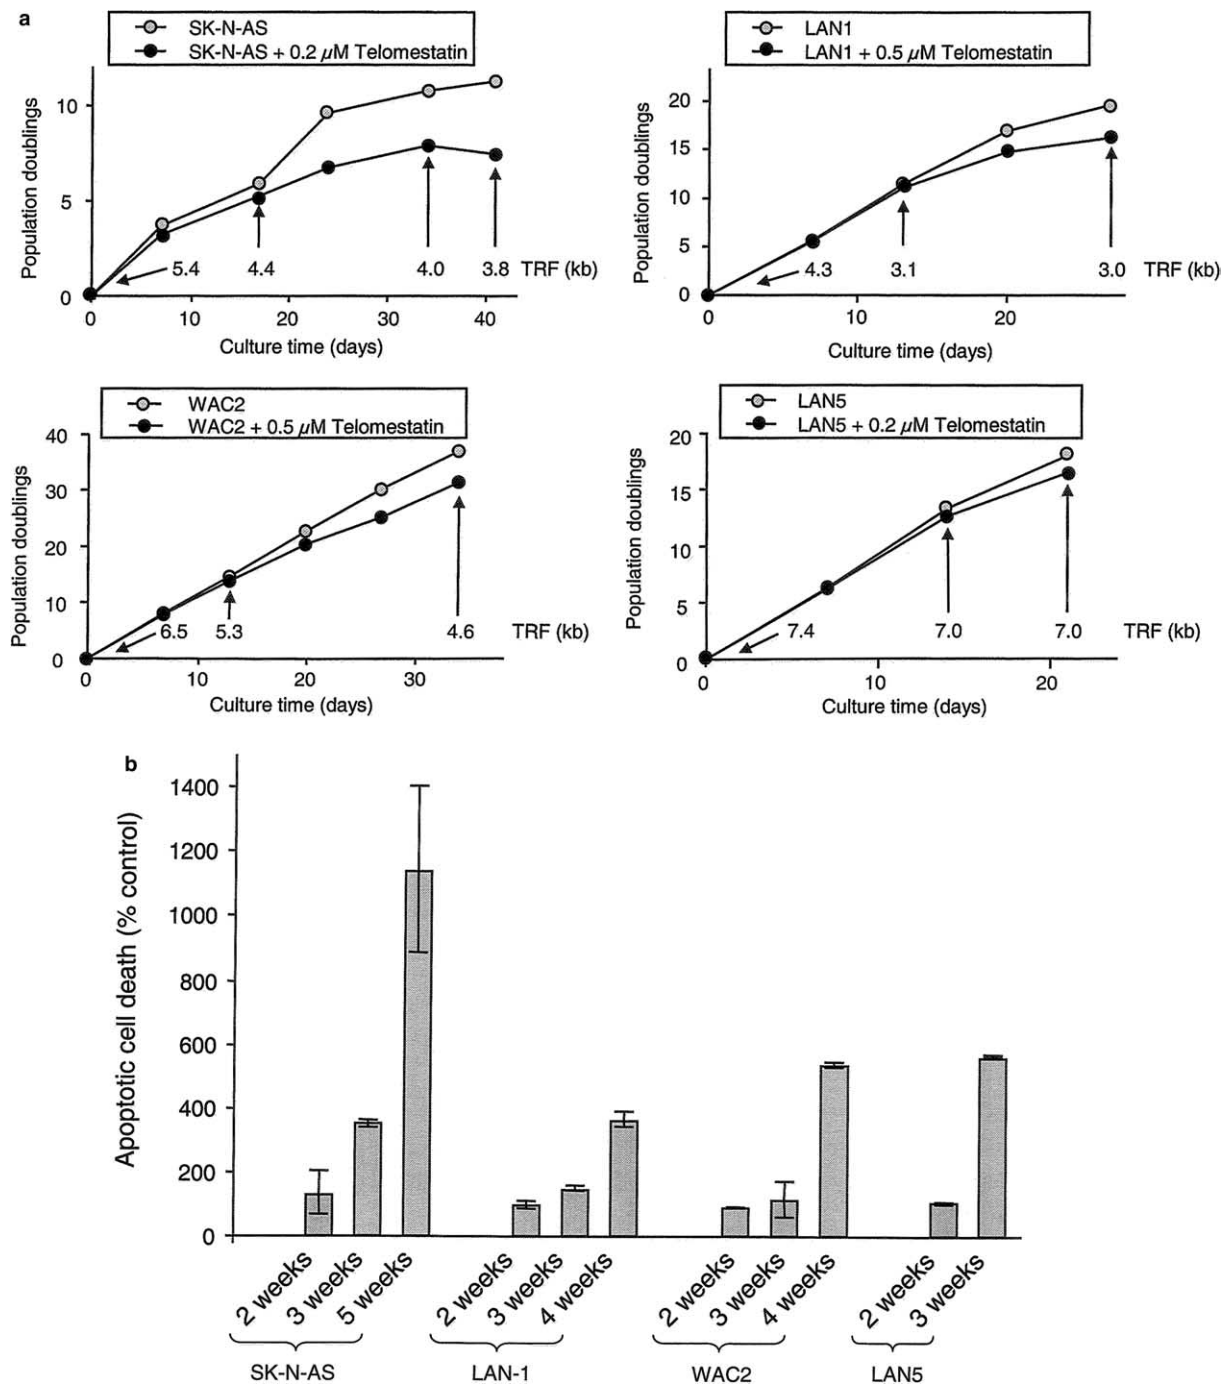 a
SK-N-AS
SK-N-AS + 0.2 µM Telomestatin
Population doublings
10
5
0
5.4 4.4 4.0 3.8 TRF (kb)
0 10 20 30 40
Culture time (days)
LAN1
LAN1 + 0.5 µM Telomestatin
Population doublings
20
15
10
5
0
4.3 3.1 3.0 TRF (kb)
0 10 20
Culture time (days)
WAC2
WAC2 + 0.5 µM Telomestatin
Population doublings
40
30
20
10
0
6.5 5.3 4.6 TRF (kb)
0 10 20 30
Culture time (days)
LAN5
LAN5 + 0.2 µM Telomestatin
Population doublings
20
15
10
5
0
7.4 7.0 7.0 TRF (kb)
0 10 20
Culture time (days)
b
Apoptotic cell death (% control)
1400
1200
1000
800
600
400
200
0
2 weeks
3 weeks
5 weeks
2 weeks
3 weeks
4 weeks
2 weeks
3 weeks
4 weeks
2 weeks
3 weeks
SK-N-AS
LAN-1
WAC2
LAN5